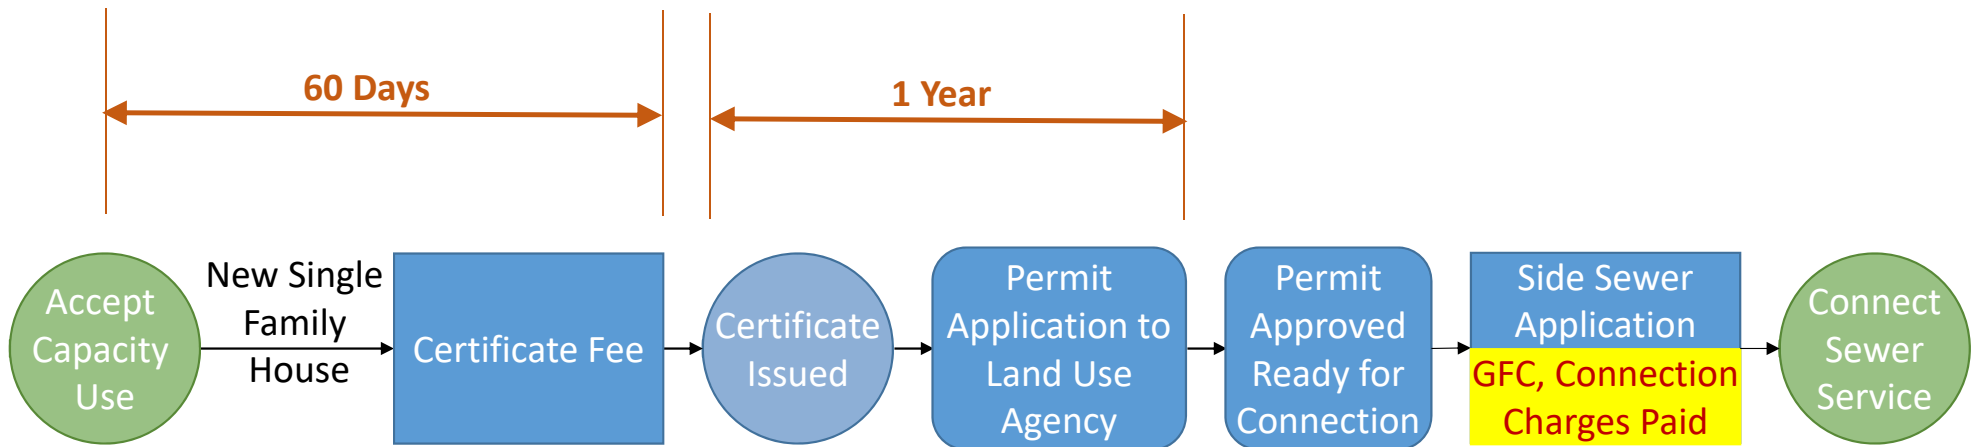 60 Days
1 Year
Accept
Capacity
Use
New Single
Family
House
Certificate Fee
Certificate
Issued
Permit
Application to
Land Use
Agency
Permit
Approved
Ready for
Connection
Side Sewer
Application
GFC, Connection
Charges Paid
Connect
Sewer
Service